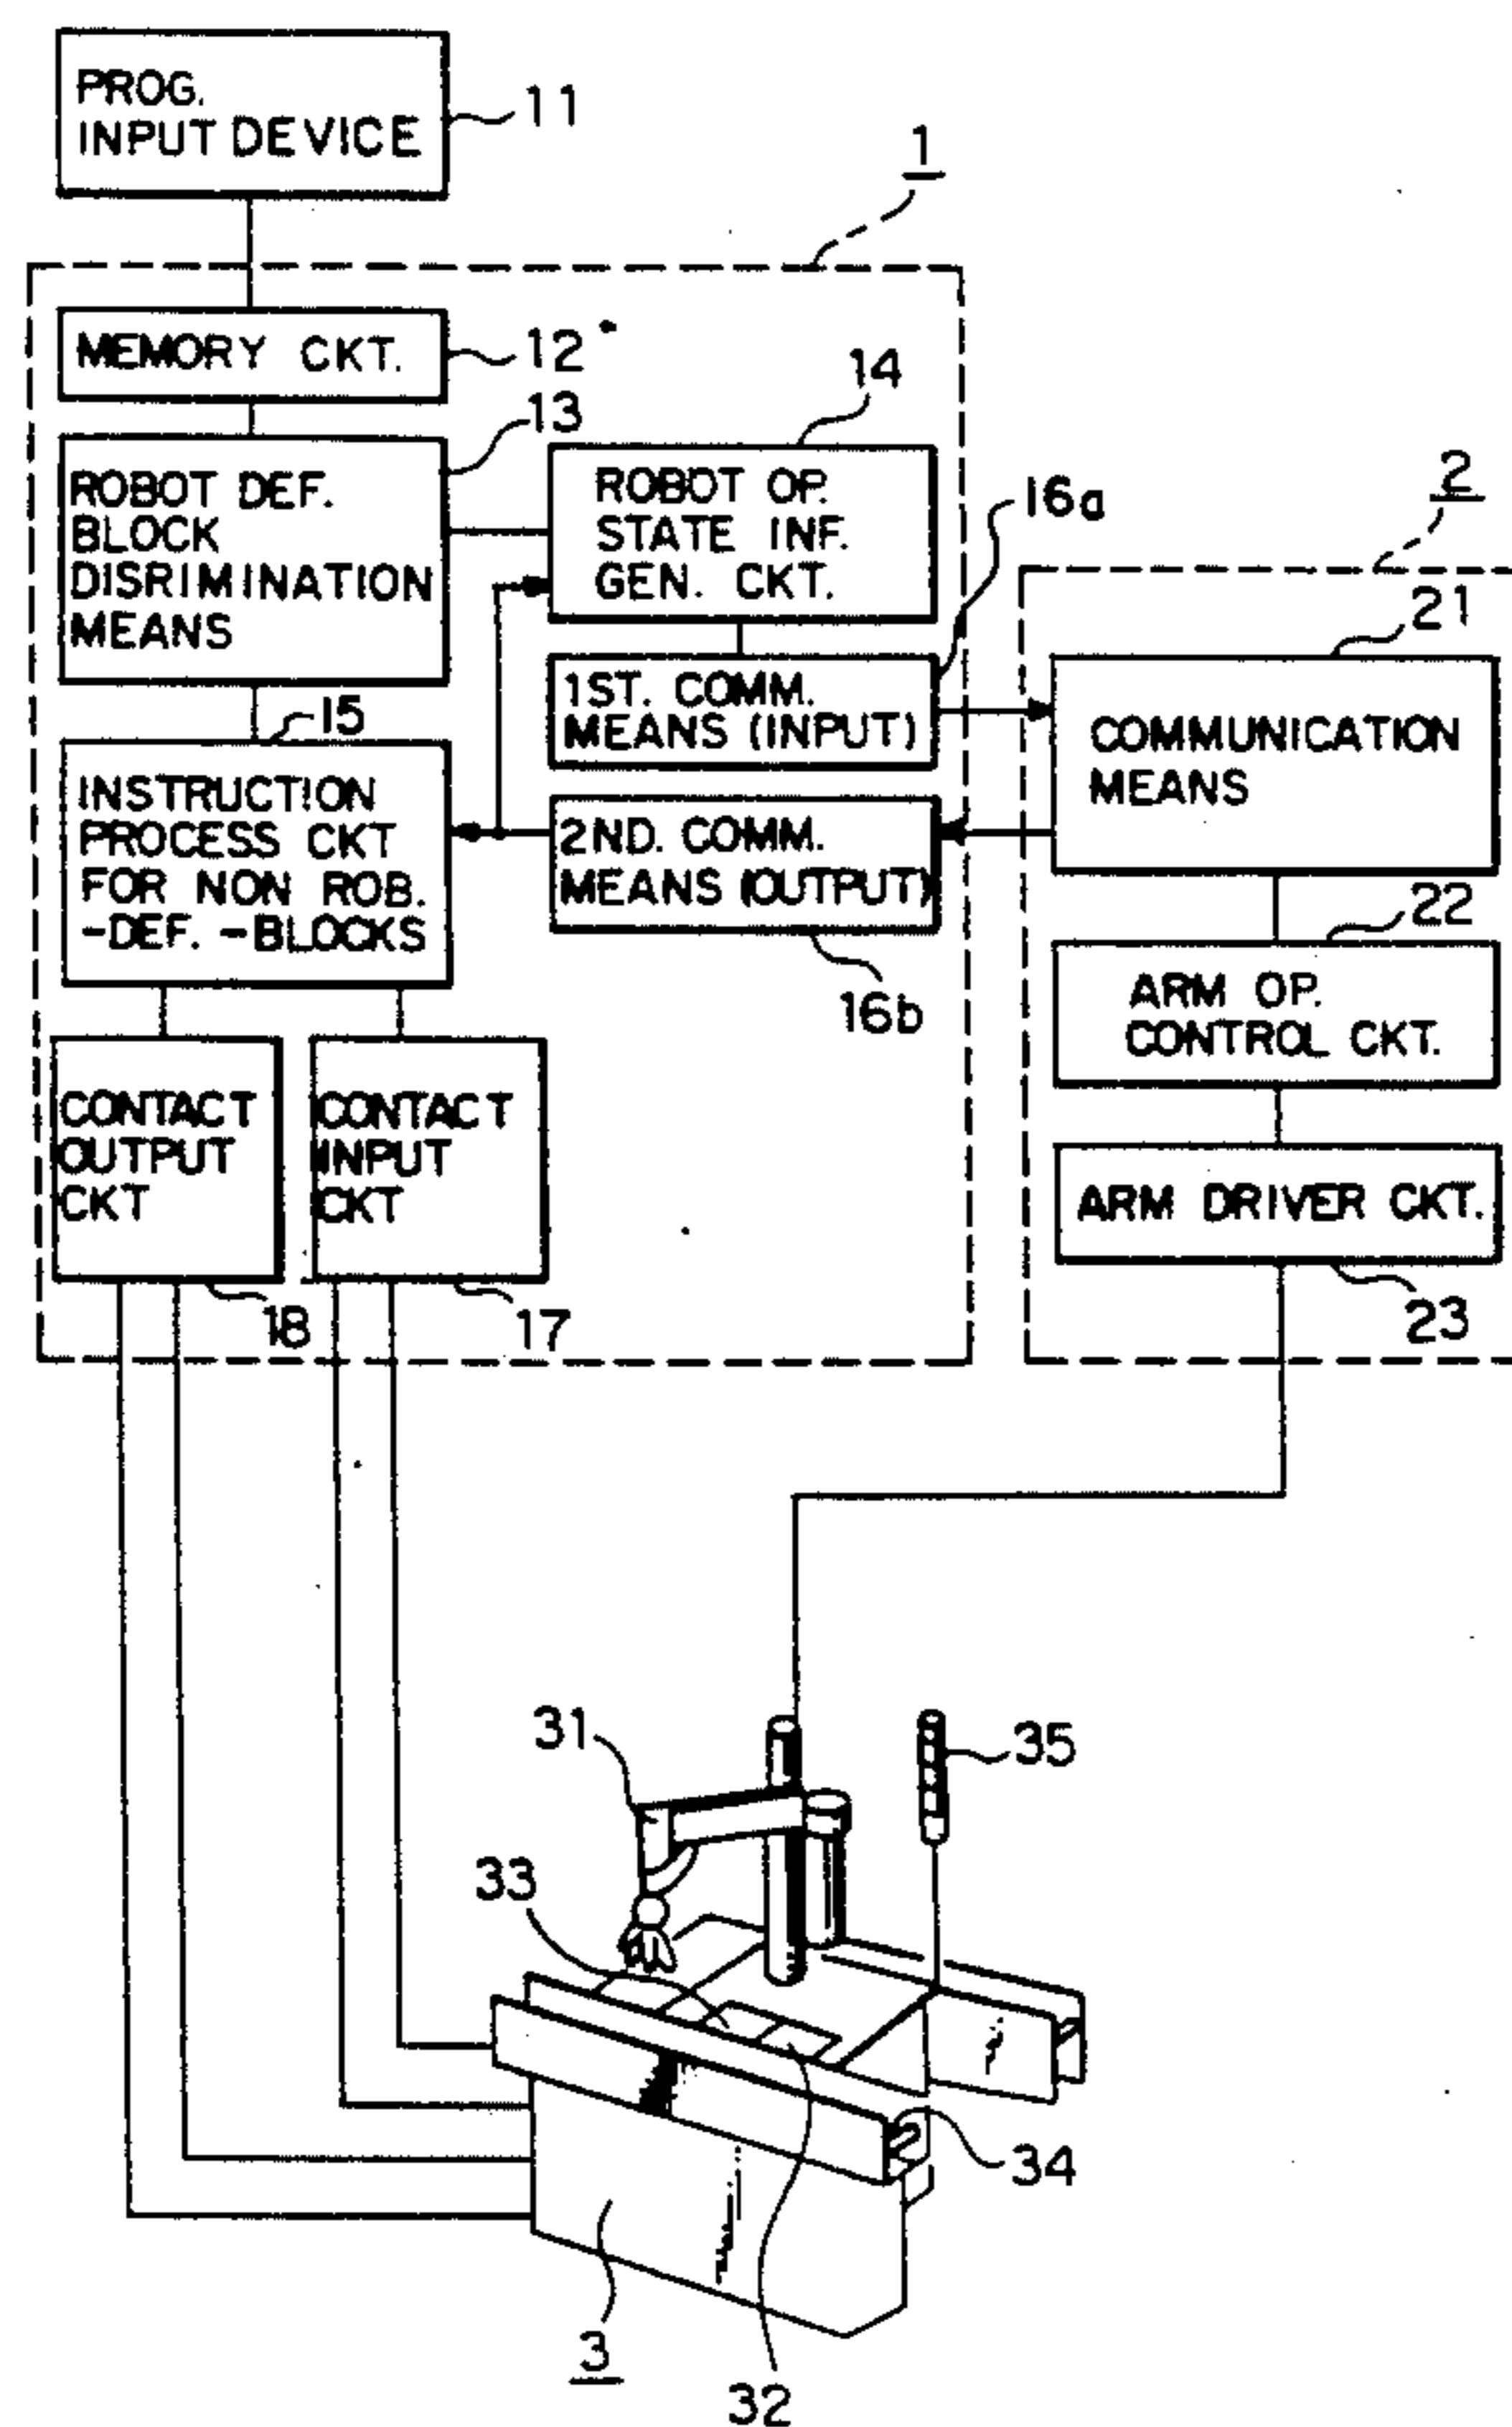 PROG.
INPUT DEVICE
11
1
MEMORY CKT.
12
13
14
ROBOT DEF.
BLOCK
DISRIMINATION
MEANS
ROBOT OP.
STATE INF.
GEN. CKT.
16a
2
21
15
1ST. COMM.
MEANS (INPUT)
COMMUNICATION
MEANS
INSTRUCTION
PROCESS CKT
FOR NON ROB.
-DEF. -BLOCKS
2ND. COMM.
MEANS (OUTPUT)
16b
22
ARM OP.
CONTROL CKT.
CONTACT
OUTPUT
CKT
CONTACT
INPUT
CKT
ARM DRIVER CKT.
18
17
23
31
35
33
34
3
32